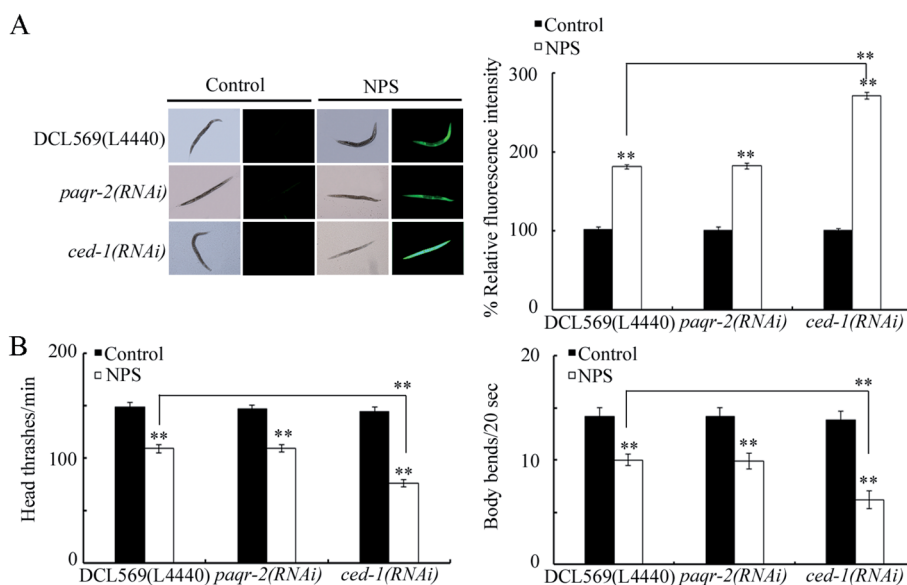 A
Control
NPS
DCL569(L4440)
paqr-2(RNAi)
ced-1(RNAi)
Control
NPS
% Relative fluorescence intensity
300
200
100
0
**
**
**
**
DCL569(L4440)
paqr-2(RNAi)
ced-1(RNAi)
B
Control
NPS
Head thrashes/min
200
100
0
**
**
**
**
DCL569(L4440)
paqr-2(RNAi)
ced-1(RNAi)
Control
NPS
Body bends/20 sec
20
10
0
**
**
**
**
DCL569(L4440)
paqr-2(RNAi)
ced-1(RNAi)